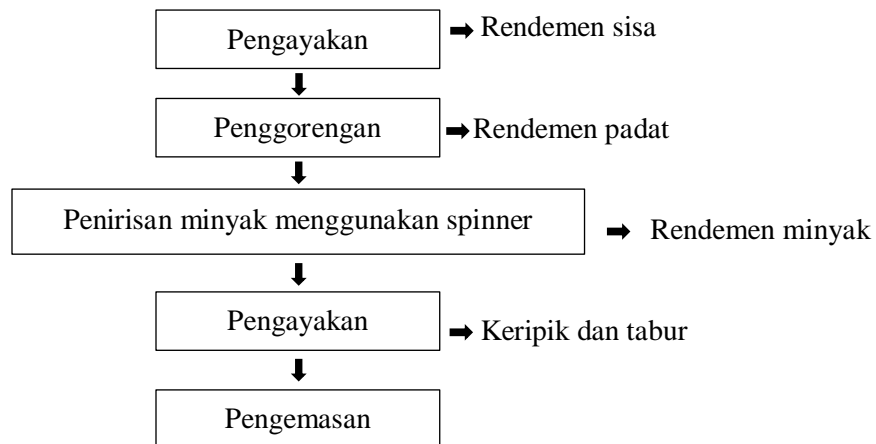 Pengayakan
Rendemen sisa
Penggorengan
Rendemen padat
Penirisan minyak menggunakan spinner
Rendemen minyak
Pengayakan
Keripik dan tabur
Pengemasan